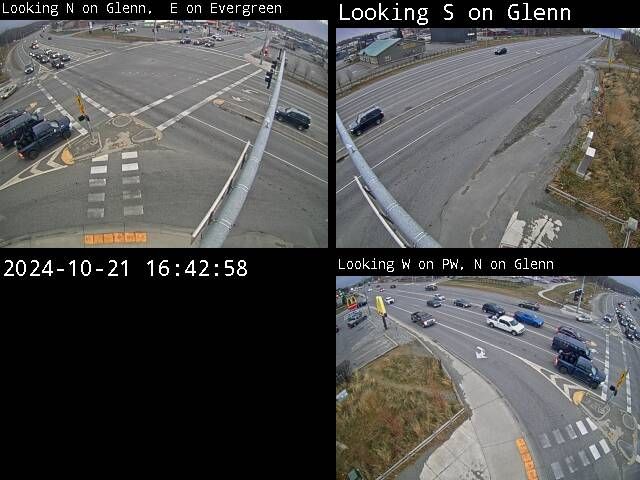 Looking N on Glenn, E on Evergreen
Looking S on Glenn
2024-10-21 16:42:58
Looking W on PW, N on Glenn